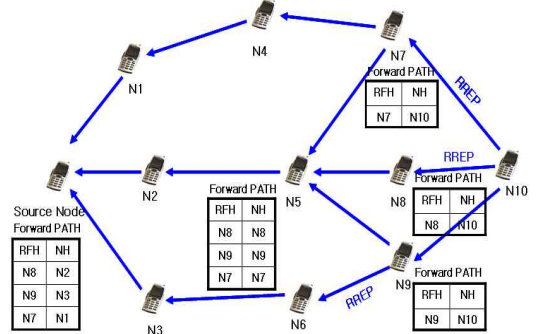 N4
N7
N1
Forward PATH
RFH NH
N7 N10
RREP
RREP
N2
N5
N8
N10
Source Node
Forward PATH
RFH NH
N8 N2
N9 N3
N7 N1
Forward PATH
RFH NH
N8 N8
N9 N9
N7 N7
Forward PATH
RFH NH
N8 N10
N9
Forward PATH
RFH NH
N9 N10
RREP
N3
N6